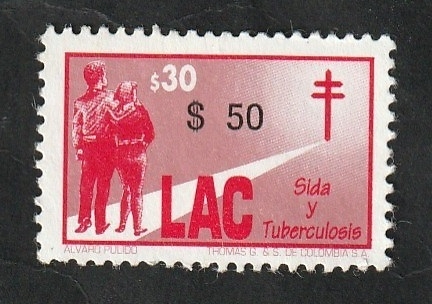 $30
$ 50
LAC
Sida
y
Tuberculosis
ALVARO PULIDO THOMAS G. & S. DE COLOMBIA S.A.